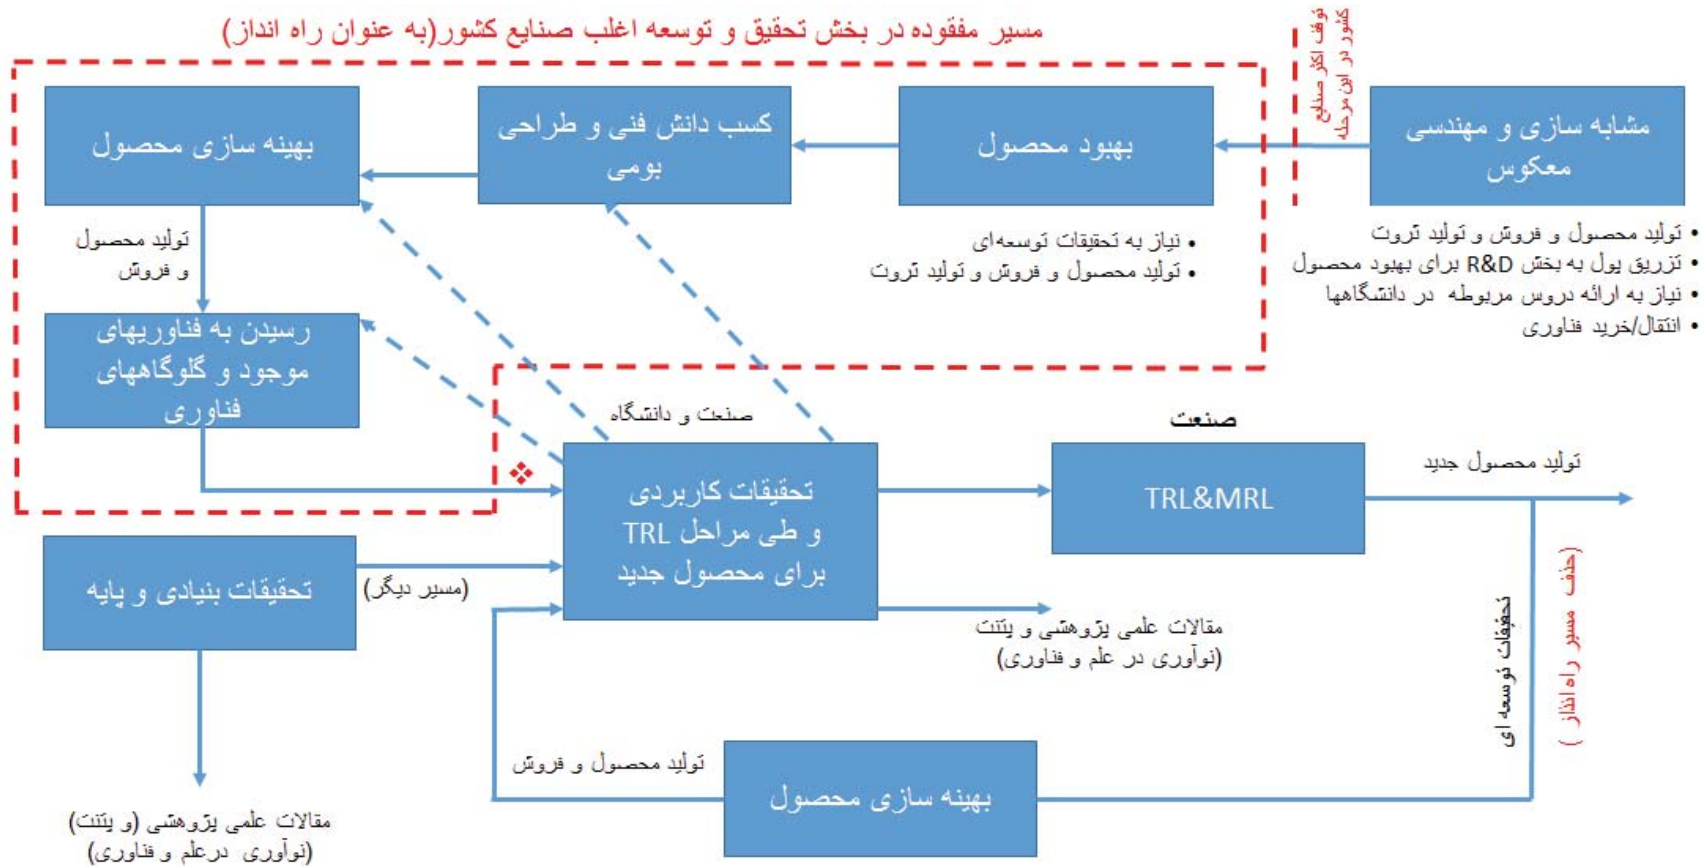 مسیر مفقوده در بخش تحقیق و توسعه اغلب صنایع کشور(به عنوان راه انداز)
توقف اکثر صنایع
کشور در این مرحله
مشابه سازی و مهندسی
معکوس
بهبود محصول
کسب دانش فنی و طراحی
بومی
بهینه سازی محصول
• تولید محصول و فروش و تولید ثروت
• تزریق پول به بخش R&D برای بهبود محصول
• نیاز به ارائه دروس مربوطه در دانشگاهها
• انتقال/خرید فناوری
• نیاز به تحقیقات توسعه ای
• تولید محصول و فروش و تولید ثروت
تولید محصول
و فروش
رسیدن به فناوریهای
موجود و گلوگاههای
فناوری
صنعت و دانشگاه
صنعت
❖
تحقیقات کاربردی
و طی مراحل TRL
برای محصول جدید
TRL&MRL
تولید محصول جدید
تحقیقات بنیادی و پایه
(مسیر دیگر)
مقالات علمی پژوهشی و پتنت
(نوآوری در علم و فناوری)
تحقیقات توسعه ای
(حذف مسیر راه انداز )
تولید محصول و فروش
بهینه سازی محصول
مقالات علمی پژوهشی (و پتنت)
(نوآوری درعلم و فناوری)